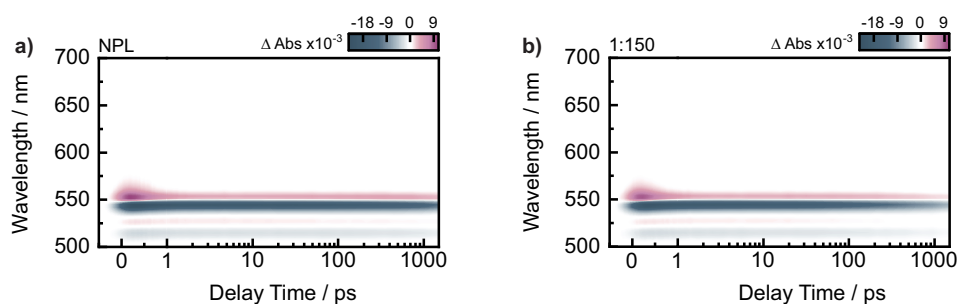 -18 -9 0 9
a) NPL Δ Abs x10-3
700
650
600
550
500
Wavelength / nm
0 1 10 100 1000
Delay Time / ps
-18 -9 0 9
b) 1:150 Δ Abs x10-3
700
650
600
550
500
Wavelength / nm
0 1 10 100 1000
Delay Time / ps